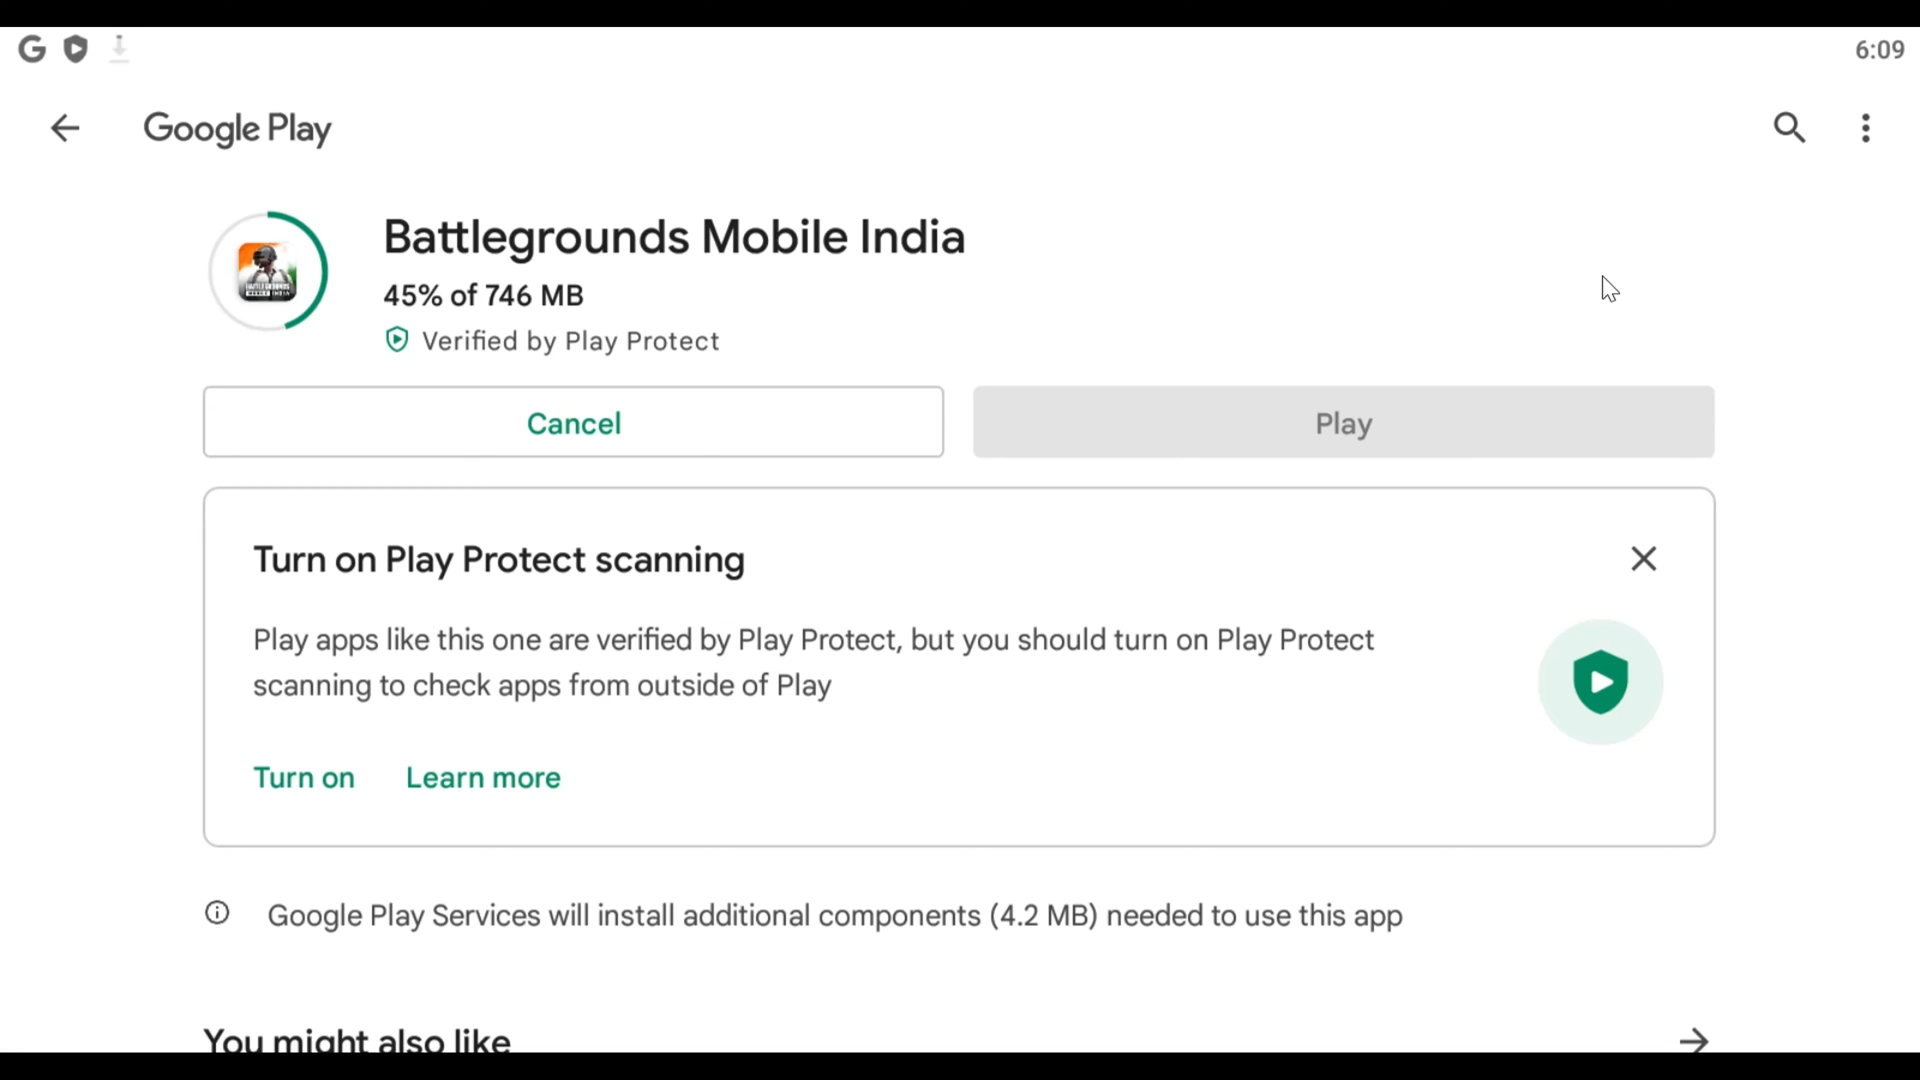 6:09
Google Play
Battlegrounds Mobile India
45% of 746 MB
Verified by Play Protect
Cancel
Play
Turn on Play Protect scanning
Play apps like this one are verified by Play Protect, but you should turn on Play Protect
scanning to check apps from outside of Play
Turn on
Learn more
Google Play Services will install additional components (4.2 MB) needed to use this app
You might also like